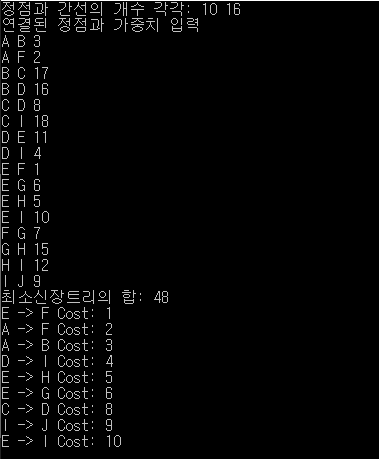 정점과 간선의 개수 각각: 10 16
연결된 정점과 가중치 입력
A B 3
A F 2
B C 17
B D 16
C D 8
C I 18
D E 11
D I 4
E F 1
E G 6
E H 5
E I 10
F G 7
G H 15
H I 12
I J 9
최소신장트리의 합: 48
E -> F Cost: 1
A -> F Cost: 2
A -> B Cost: 3
D -> I Cost: 4
E -> H Cost: 5
E -> G Cost: 6
C -> D Cost: 8
I -> J Cost: 9
E -> I Cost: 10